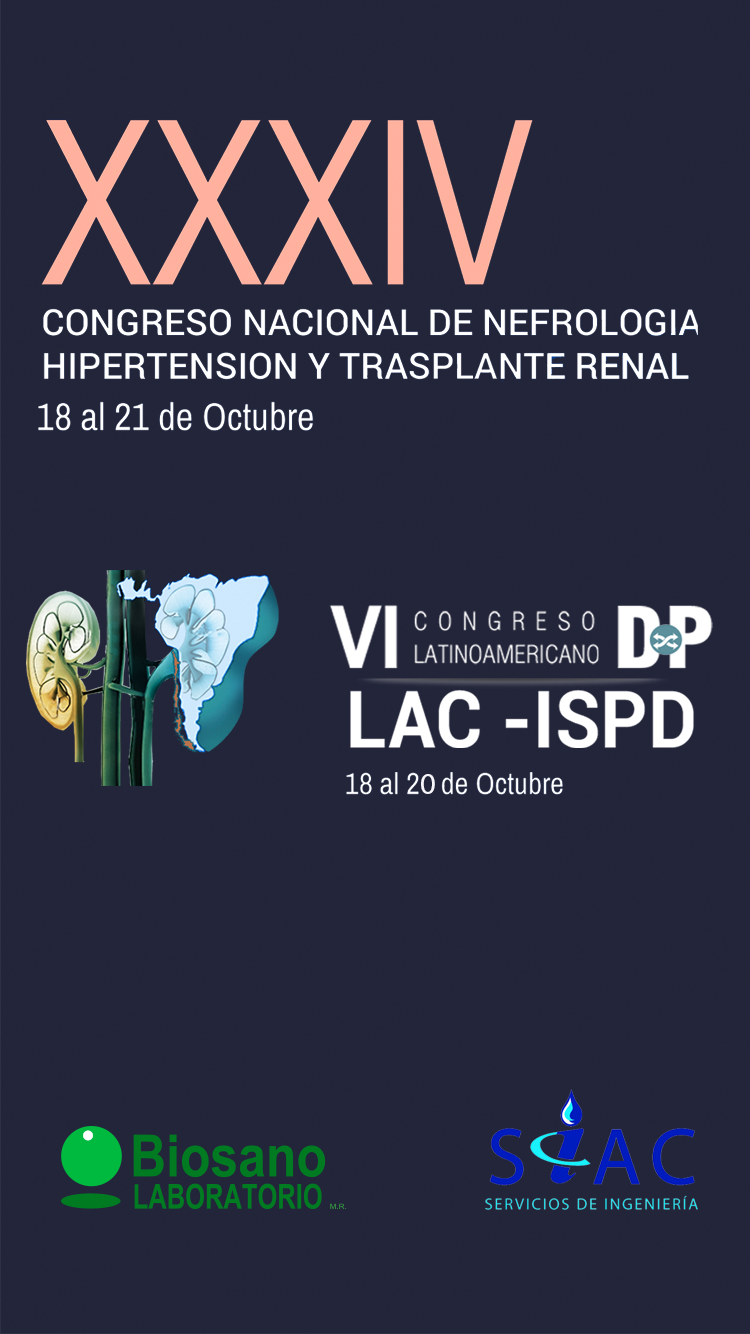 XXXIV
CONGRESO NACIONAL DE NEFROLOGIA
HIPERTENSION Y TRASPLANTE RENAL
18 al 21 de Octubre
VI CONGRESO LATINOAMERICANO DP
LAC -ISPD
18 al 20 de Octubre
Biosano
LABORATORIO M.R.
SiAC
SERVICIOS DE INGENIERÍA